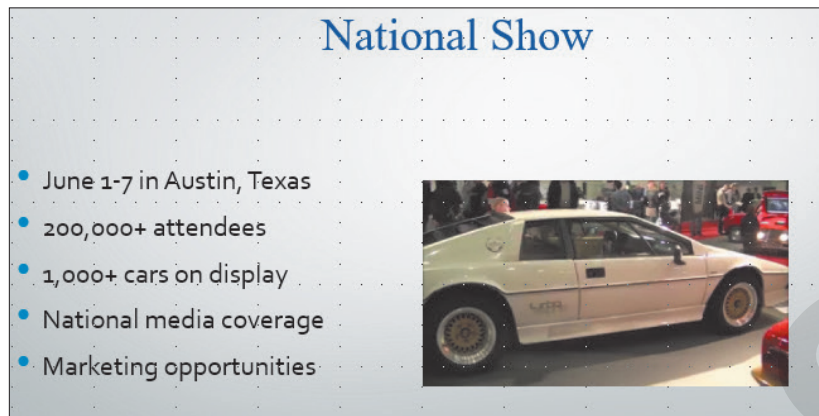 National Show
June 1-7 in Austin, Texas
200,000+ attendees
1,000+ cars on display
National media coverage
Marketing opportunities